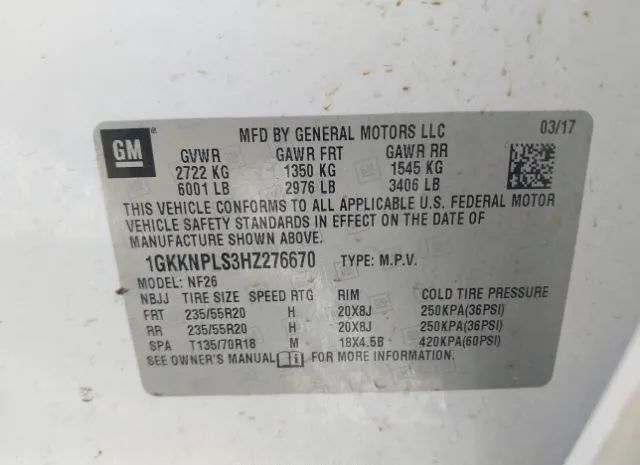 GM® MFD BY GENERAL MOTORS LLC 03/17
GVWR GAWR FRT GAWR RR
2722 KG 1350 KG 1545 KG
6001 LB 2976 LB 3406 LB
THIS VEHICLE CONFORMS TO ALL APPLICABLE U.S. FEDERAL MOTOR
VEHICLE SAFETY STANDARDS IN EFFECT ON THE DATE OF
MANUFACTURE SHOWN ABOVE.
1GKKNPLS3HZ276670 TYPE: M.P.V.
MODEL: NF26
NBJJ TIRE SIZE SPEED RTG RIM COLD TIRE PRESSURE
FRT 235/55R20 H 20X8J 250KPA(36PSI)
RR 235/55R20 H 20X8J 250KPA(36PSI)
SPA T135/70R18 M 18X4.5B 420KPA(60PSI)
SEE OWNER'S MANUAL FOR MORE INFORMATION.